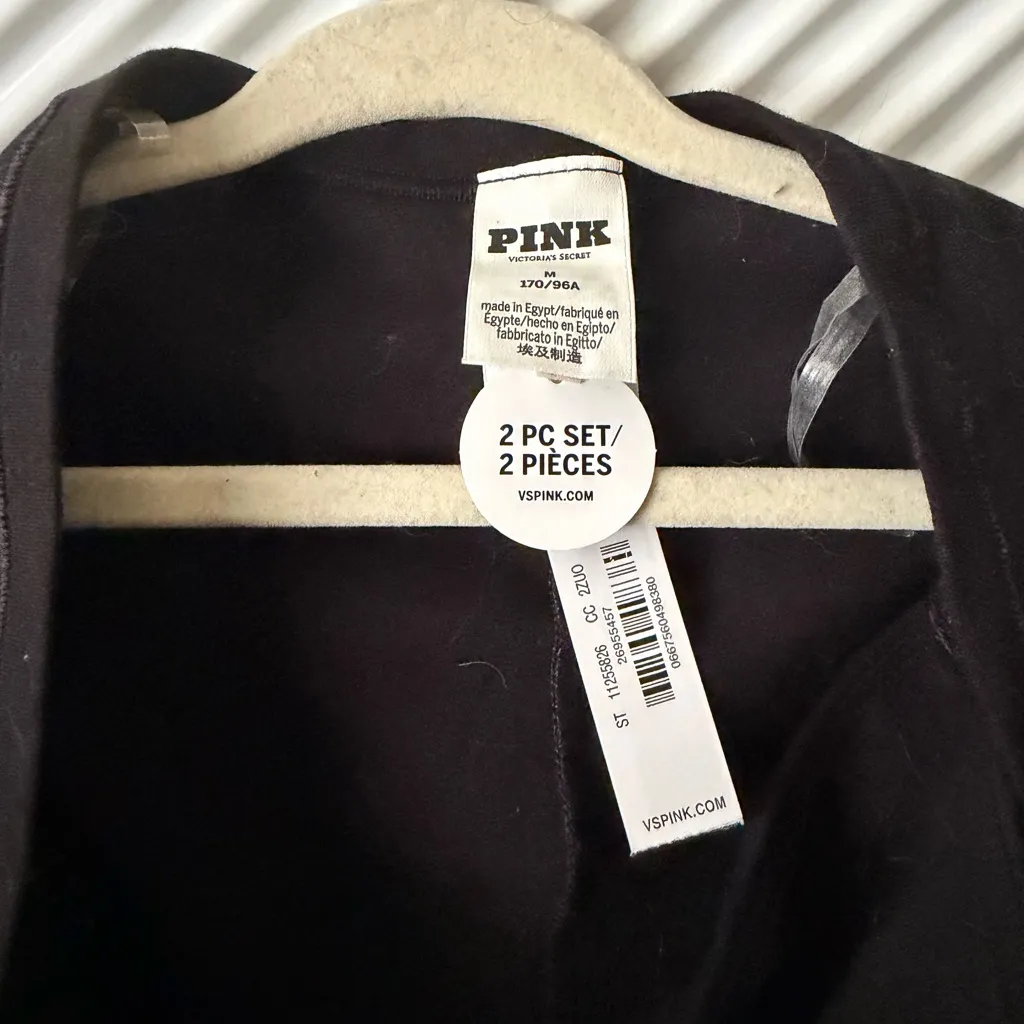 PINK
VICTORIA'S SECRET
M
170/96A
made in Egypt/fabriqué en
Égypte/hecho en Egipto/
fabbricato in Egitto/
埃及制造
2 PC SET/
2 PIÈCES
VSPINK.COM
ST 11255826 CC 2ZUO
26955457
0667560498380
VSPINK.COM